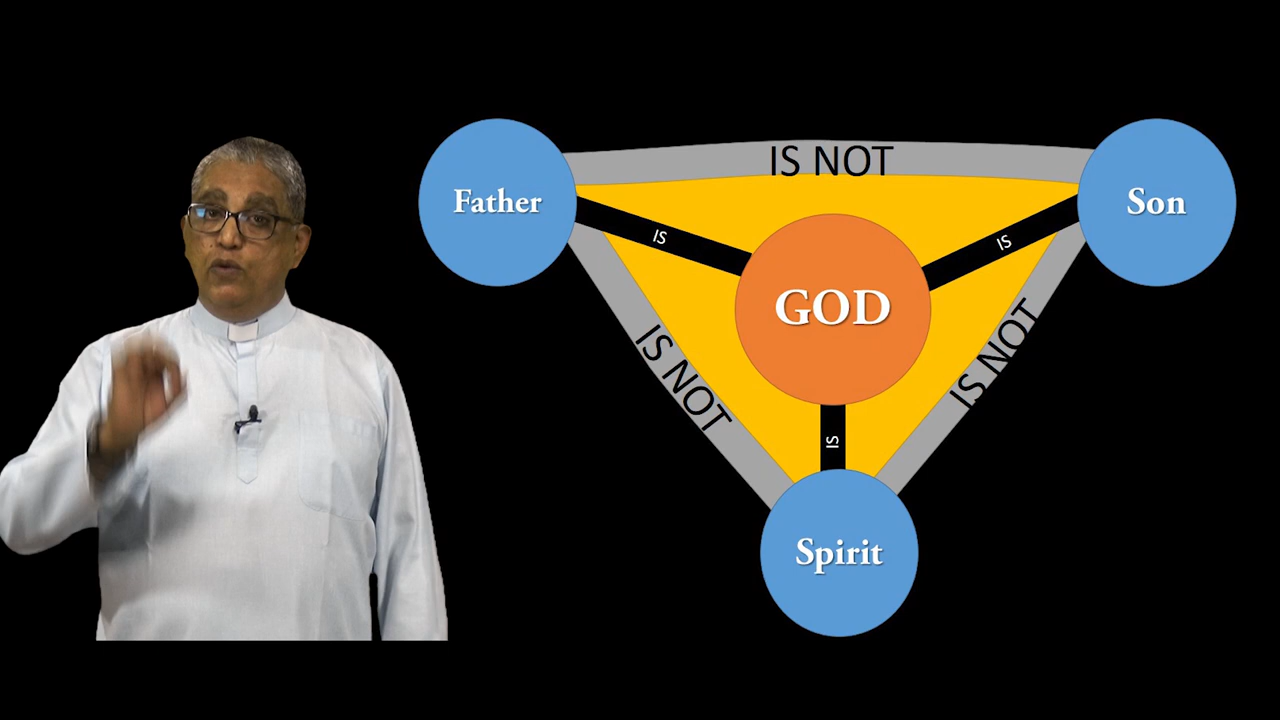 IS NOT
Father
Son
IS
IS
GOD
IS NOT
IS NOT
IS
Spirit